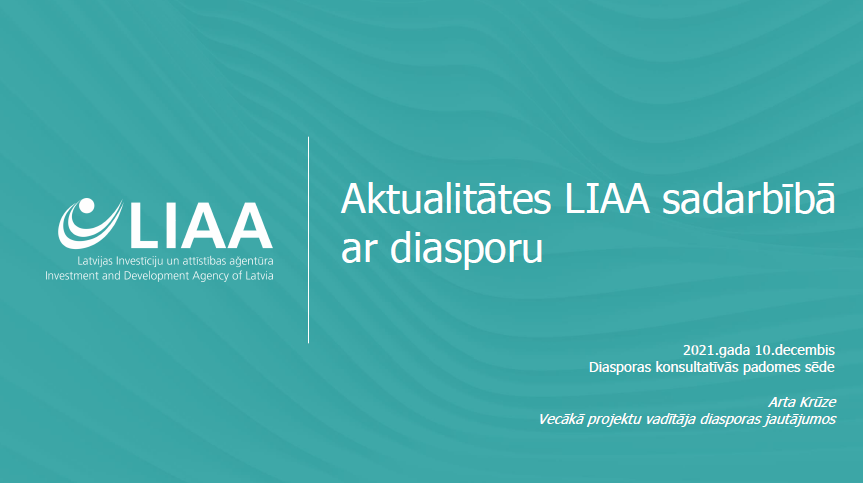 LIAA
Latvijas Investīciju un attīstības aģentūra
Investment and Development Agency of Latvia
Aktualitātes LIAA sadarbībā
ar diasporu
2021.gada 10.decembis
Diasporas konsultatīvās padomes sēde
Arta Krūze
Vecākā projektu vadītāja diasporas jautājumos